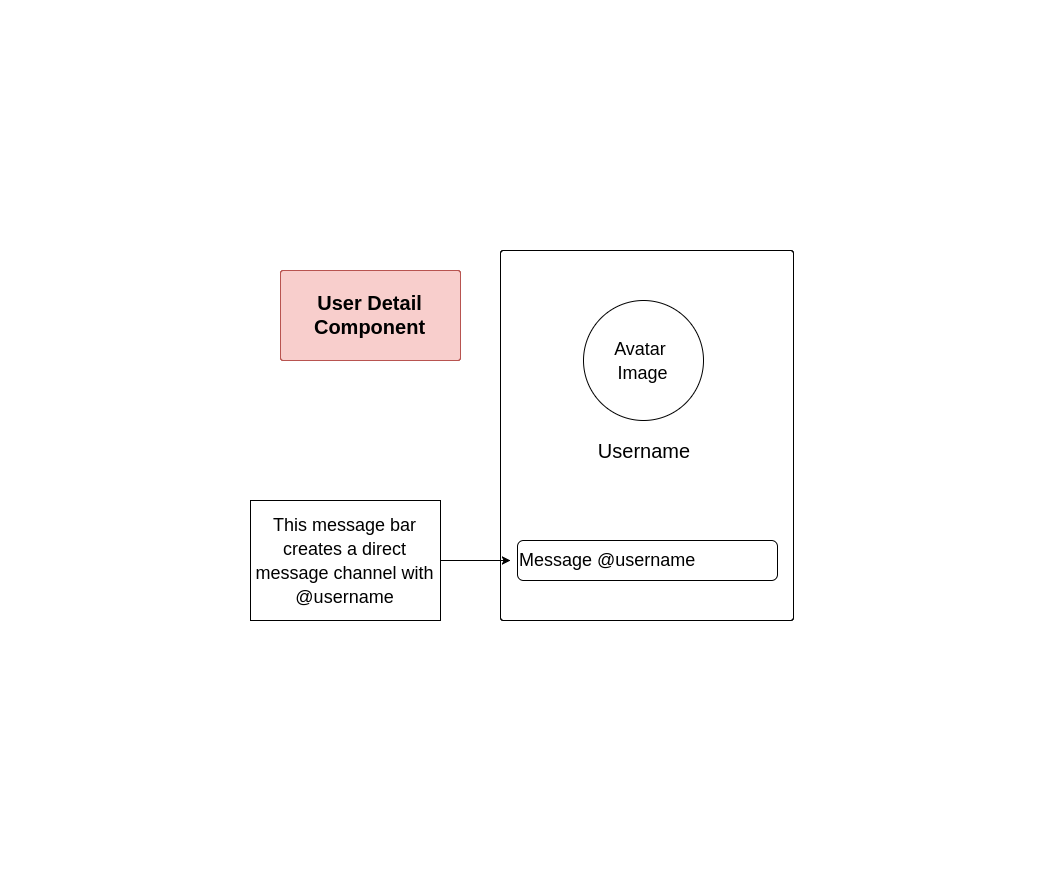 User Detail
Component
Avatar
Image
Username
This message bar
creates a direct
message channel with
@username
Message @username